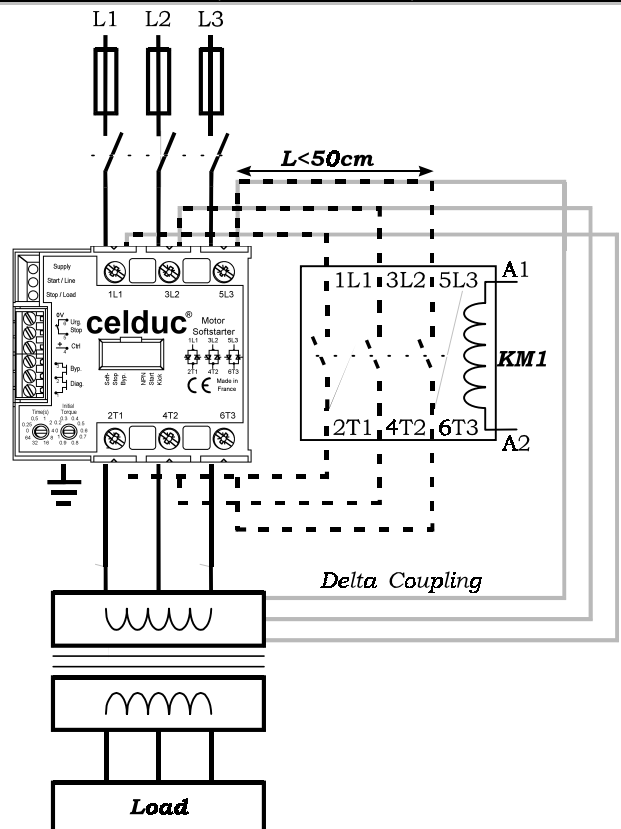 L1 L2 L3
L<50cm
Supply
Start / Line
Stop / Load
1L1 3L2 5L3
1L1 3L2 5L3
A1
celduc®
Motor
Softstarter
0V
Urg.
Stop
Ctrl
Byp.
Diag.
Soft-
Stop
Byp.
NPN
Start
Kick
1L1 3L2 5L3
2T1 4T2 6T3
CE
Made in
France
KM1
Time(s)
Initial
Torque
2T1 4T2 6T3
2T1 4T2 6T3
A2
Delta Coupling
Load